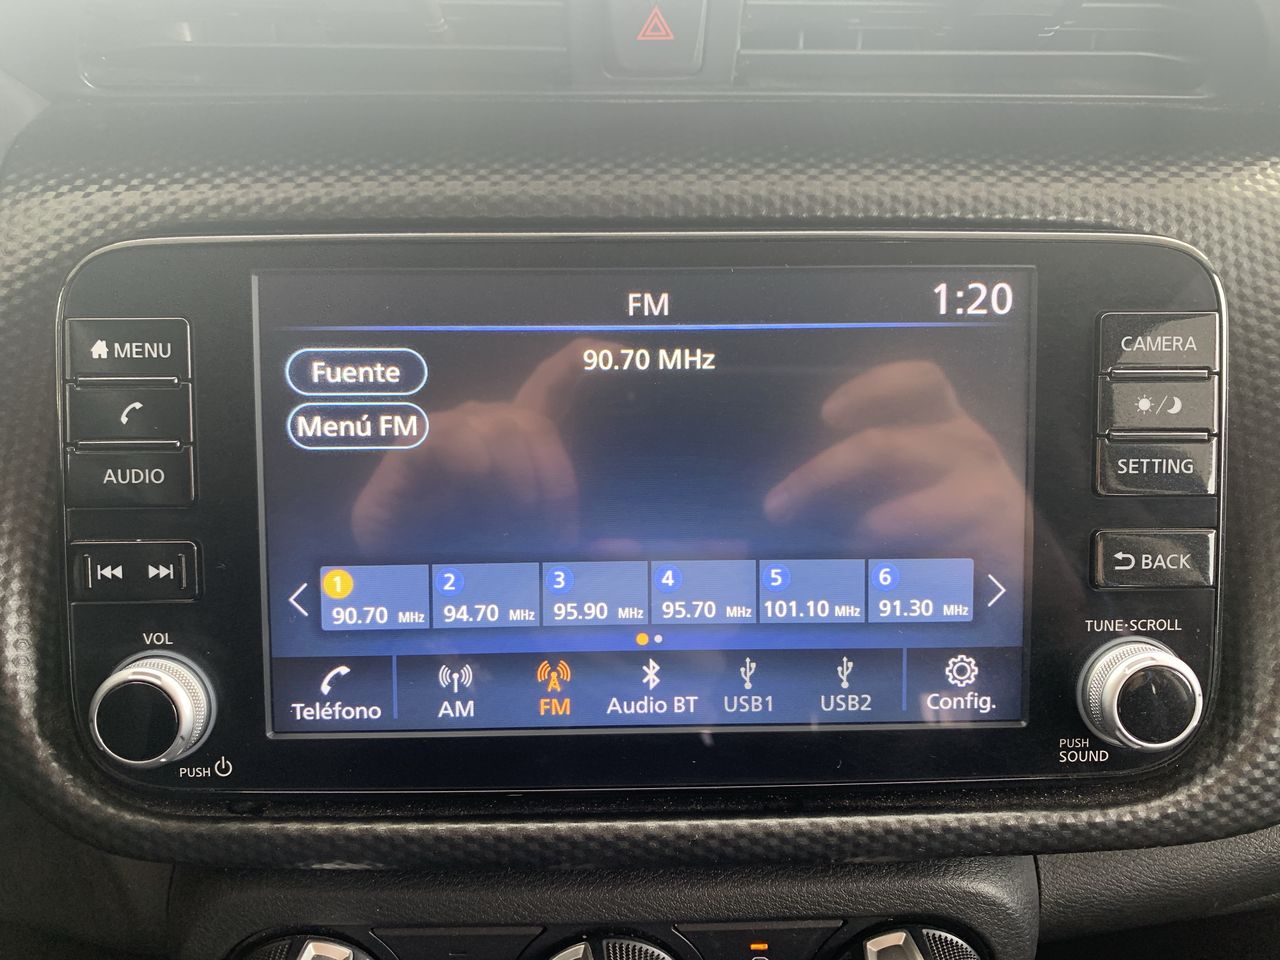 FM
1:20
90.70 MHz
Fuente
Menú FM
1
90.70 MHz
2
94.70 MHz
3
95.90 MHz
4
95.70 MHz
5
101.10 MHz
6
91.30 MHz
Teléfono
AM
FM
Audio BT
USB1
USB2
Config.
MENU
AUDIO
VOL
PUSH
CAMERA
SETTING
BACK
TUNE·SCROLL
PUSH
SOUND